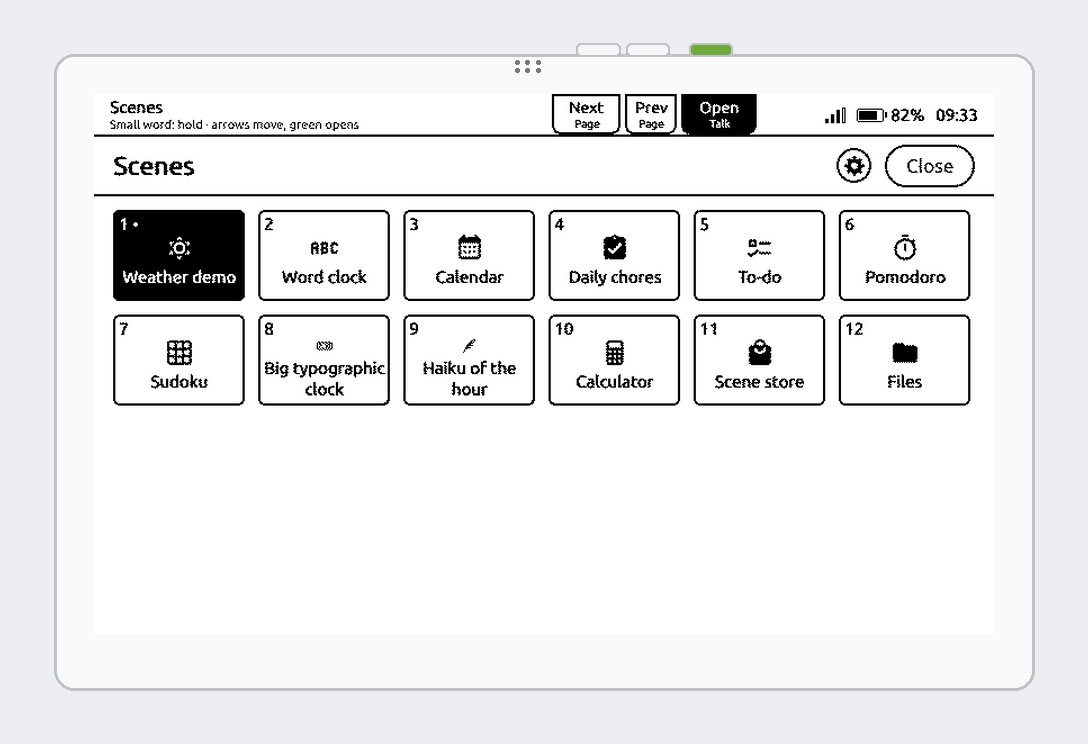 Scenes
Small word: hold · arrows move, green opens
Next
Page
Prev
Page
Open
Talk
82% 09:33
Scenes
Close
1 •
Weather demo
2
ABC
Word clock
3
Calendar
4
Daily chores
5
To-do
6
Pomodoro
7
Sudoku
8
Big typographic
clock
9
Haiku of the
hour
10
Calculator
11
Scene store
12
Files